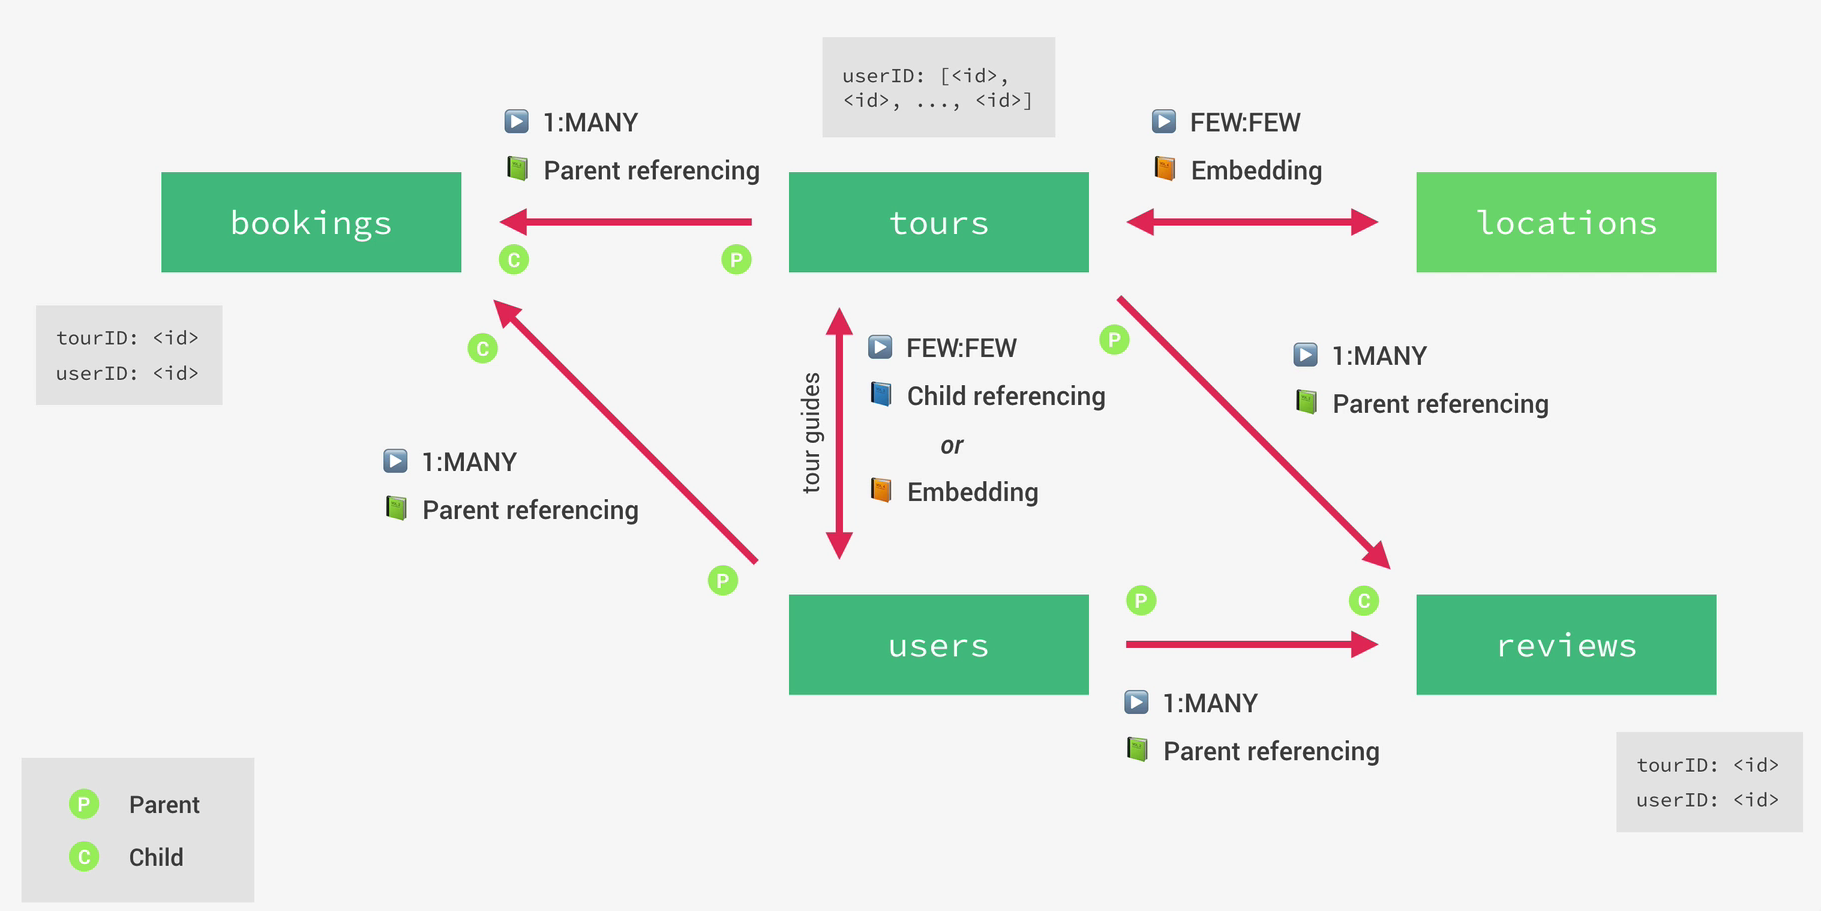 userID: [<id>,
<id>, ..., <id>]
1:MANY
Parent referencing
FEW:FEW
Embedding
bookings
tours
locations
C
P
tourID: <id>
userID: <id>
C
1:MANY
Parent referencing
P
tour guides
FEW:FEW
Child referencing
or
Embedding
P
1:MANY
Parent referencing
users
P
C
reviews
1:MANY
Parent referencing
tourID: <id>
userID: <id>
P Parent
C Child